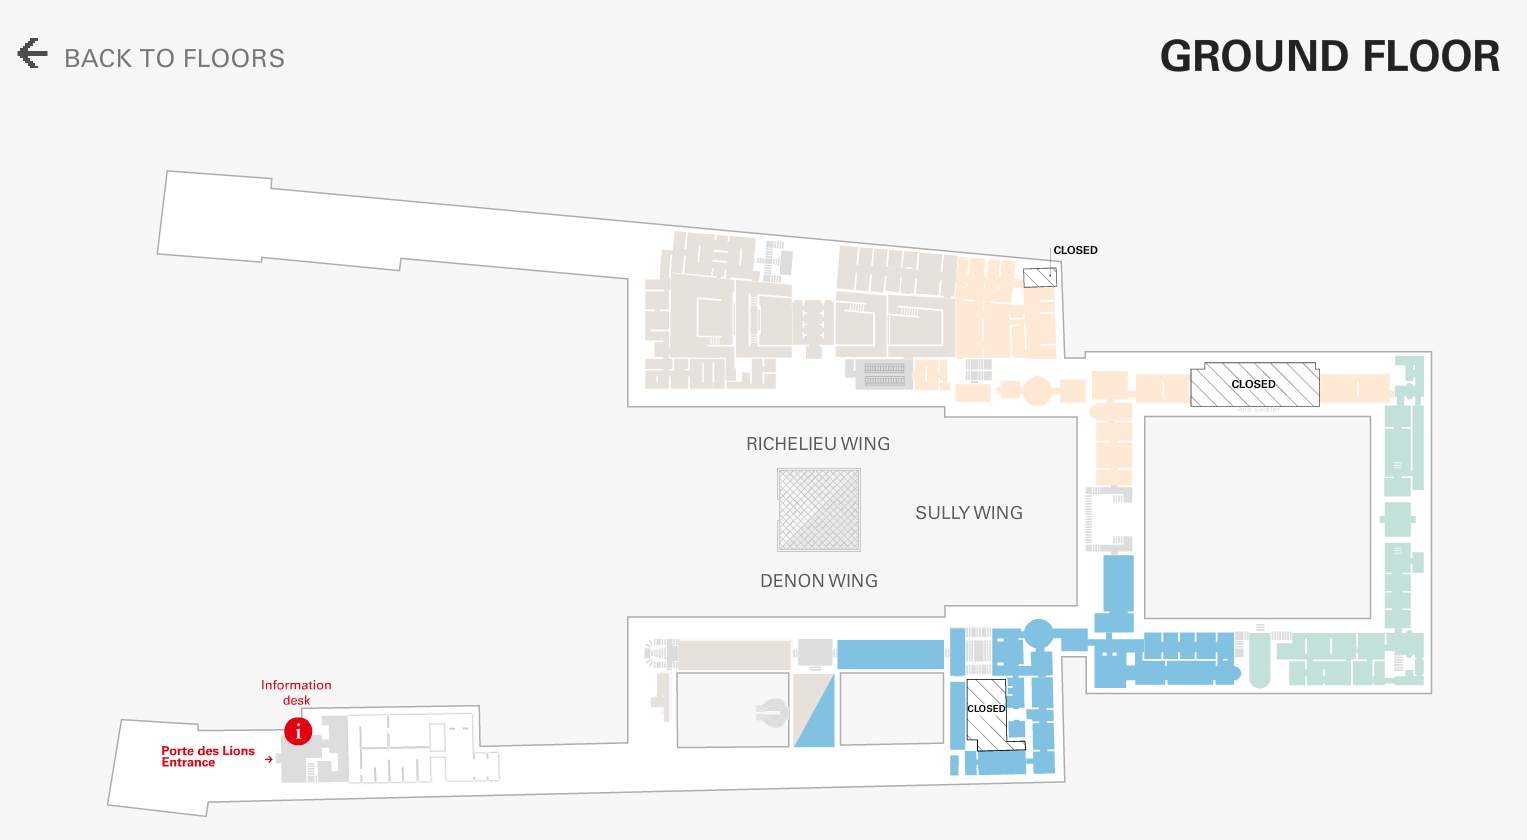 BACK TO FLOORS
GROUND FLOOR
CLOSED
CLOSED
RICHELIEU WING
SULLY WING
DENON WING
Information
desk
i
CLOSED
Porte des Lions
Entrance